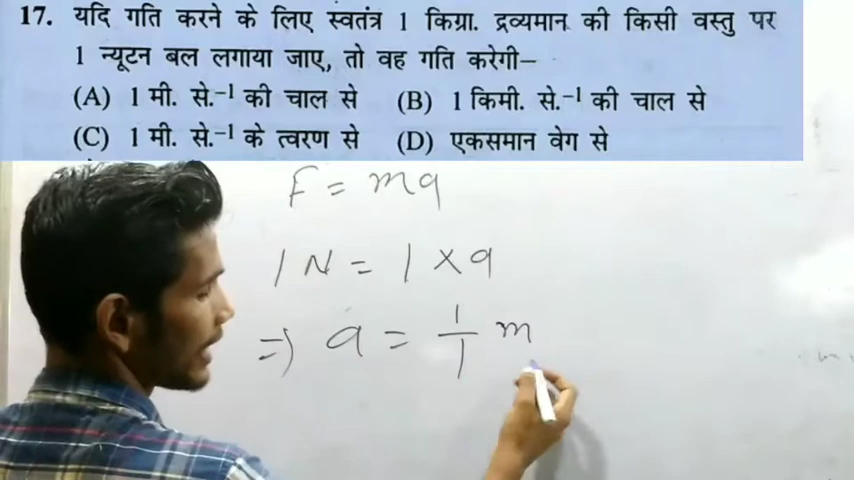 17. यदि गति करने के लिए स्वतंत्र 1 किग्रा. द्रव्यमान की किसी वस्तु पर
1 न्यूटन बल लगाया जाए, तो वह गति करेगी–
(A) 1 मी. से.⁻¹ की चाल से (B) 1 किमी. से.⁻¹ की चाल से
(C) 1 मी. से.⁻¹ के त्वरण से (D) एकसमान वेग से
F = ma
1 N = 1 × a
⇒ a = 1/1 m